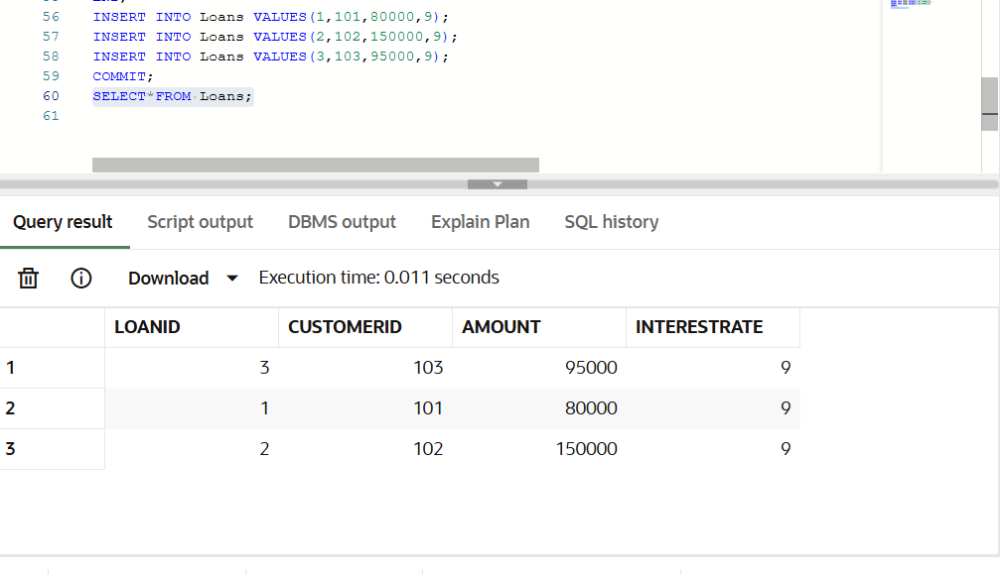 56 INSERT INTO Loans VALUES(1,101,80000,9);
57 INSERT INTO Loans VALUES(2,102,150000,9);
58 INSERT INTO Loans VALUES(3,103,95000,9);
59 COMMIT;
60 SELECT*FROM Loans;
61
Query result Script output DBMS output Explain Plan SQL history
Download Execution time: 0.011 seconds
LOANID CUSTOMERID AMOUNT INTERESTRATE
1 3 103 95000 9
2 1 101 80000 9
3 2 102 150000 9